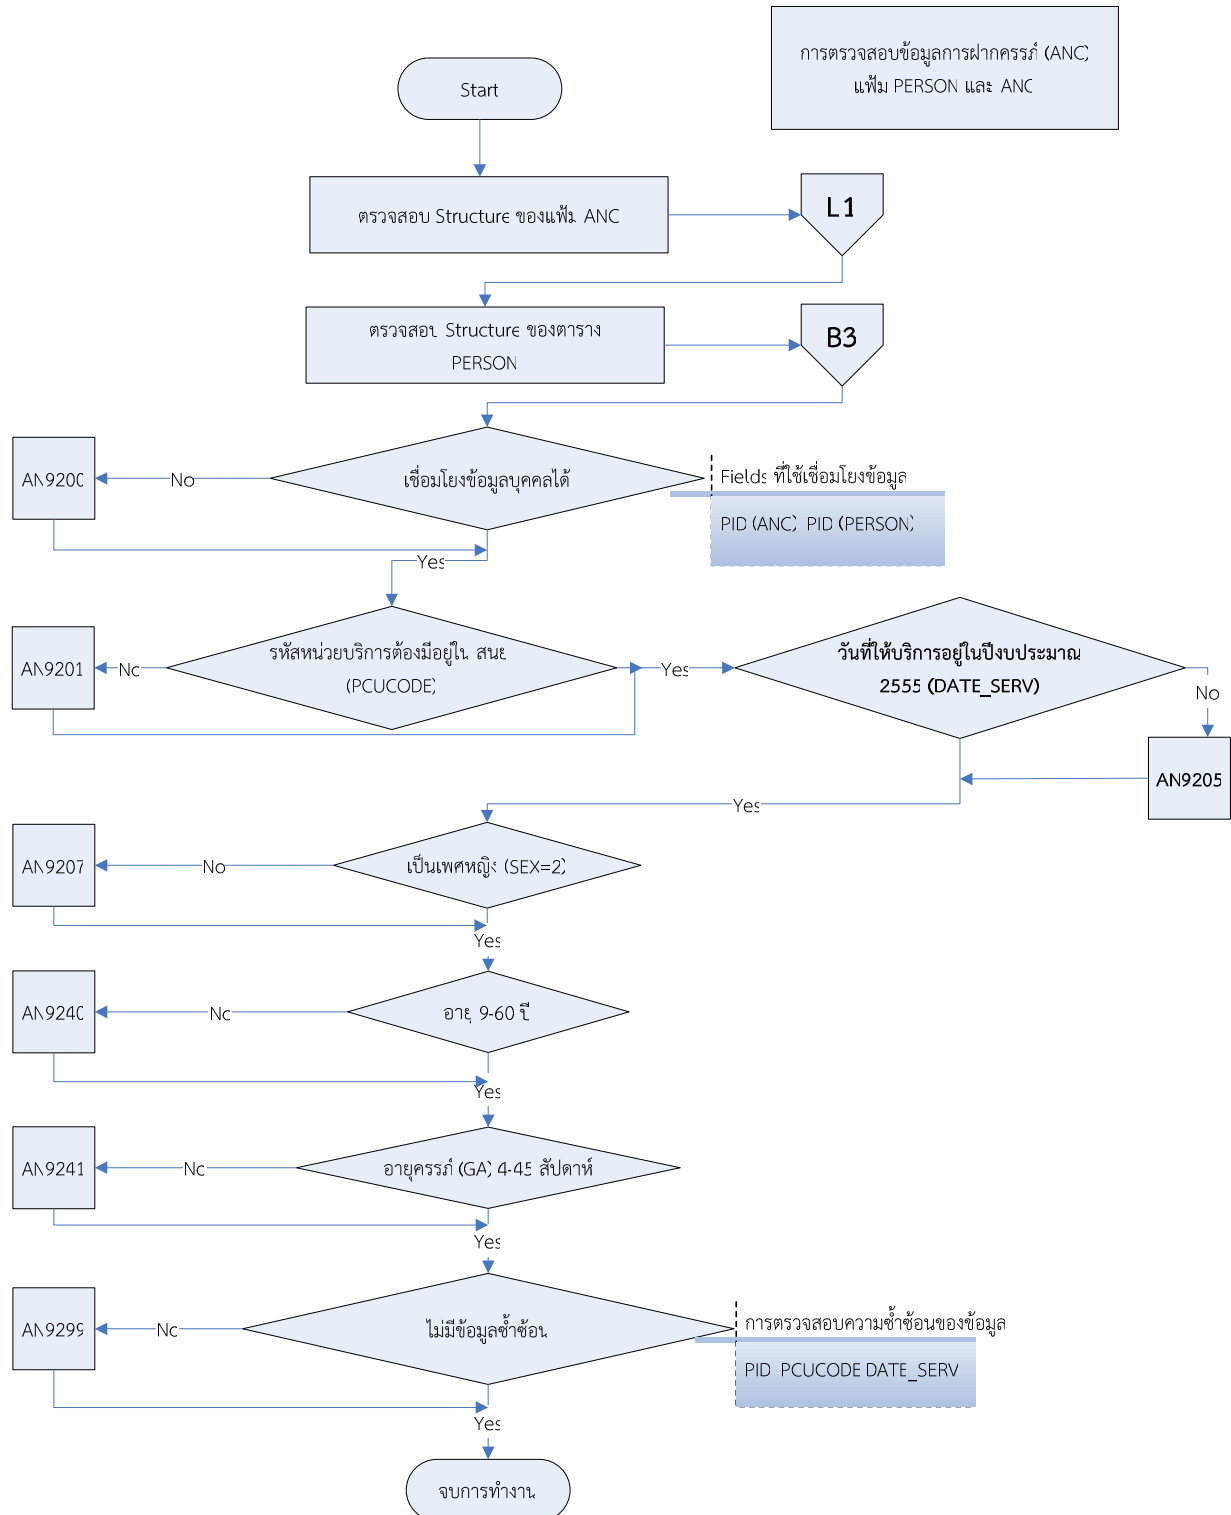 การตรวจสอบข้อมูลการฝากครรภ์ (ANC)
แฟ้ม PERSON และ ANC
Start
ตรวจสอบ Structure ของแฟ้ม ANC
L1
ตรวจสอบ Structure ของตาราง
PERSON
B3
เชื่อมโยงข้อมูลบุคคลได้
No
AN9200
Fields ที่ใช้เชื่อมโยงข้อมูล
PID (ANC) PID (PERSON)
Yes
รหัสหน่วยบริการต้องมีอยู่ใน สนย
(PCUCODE)
No
AN9201
Yes
วันที่ให้บริการอยู่ในปีงบประมาณ
2555 (DATE_SERV)
No
AN9205
Yes
เป็นเพศหญิง (SEX=2)
No
AN9207
Yes
อายุ 9-60 ปี
No
AN9240
Yes
อายุครรภ์ (GA) 4-45 สัปดาห์
No
AN9241
Yes
ไม่มีข้อมูลซ้ำซ้อน
No
AN9299
การตรวจสอบความซ้ำซ้อนของข้อมูล
PID PCUCODE DATE_SERV
Yes
จบการทำงาน